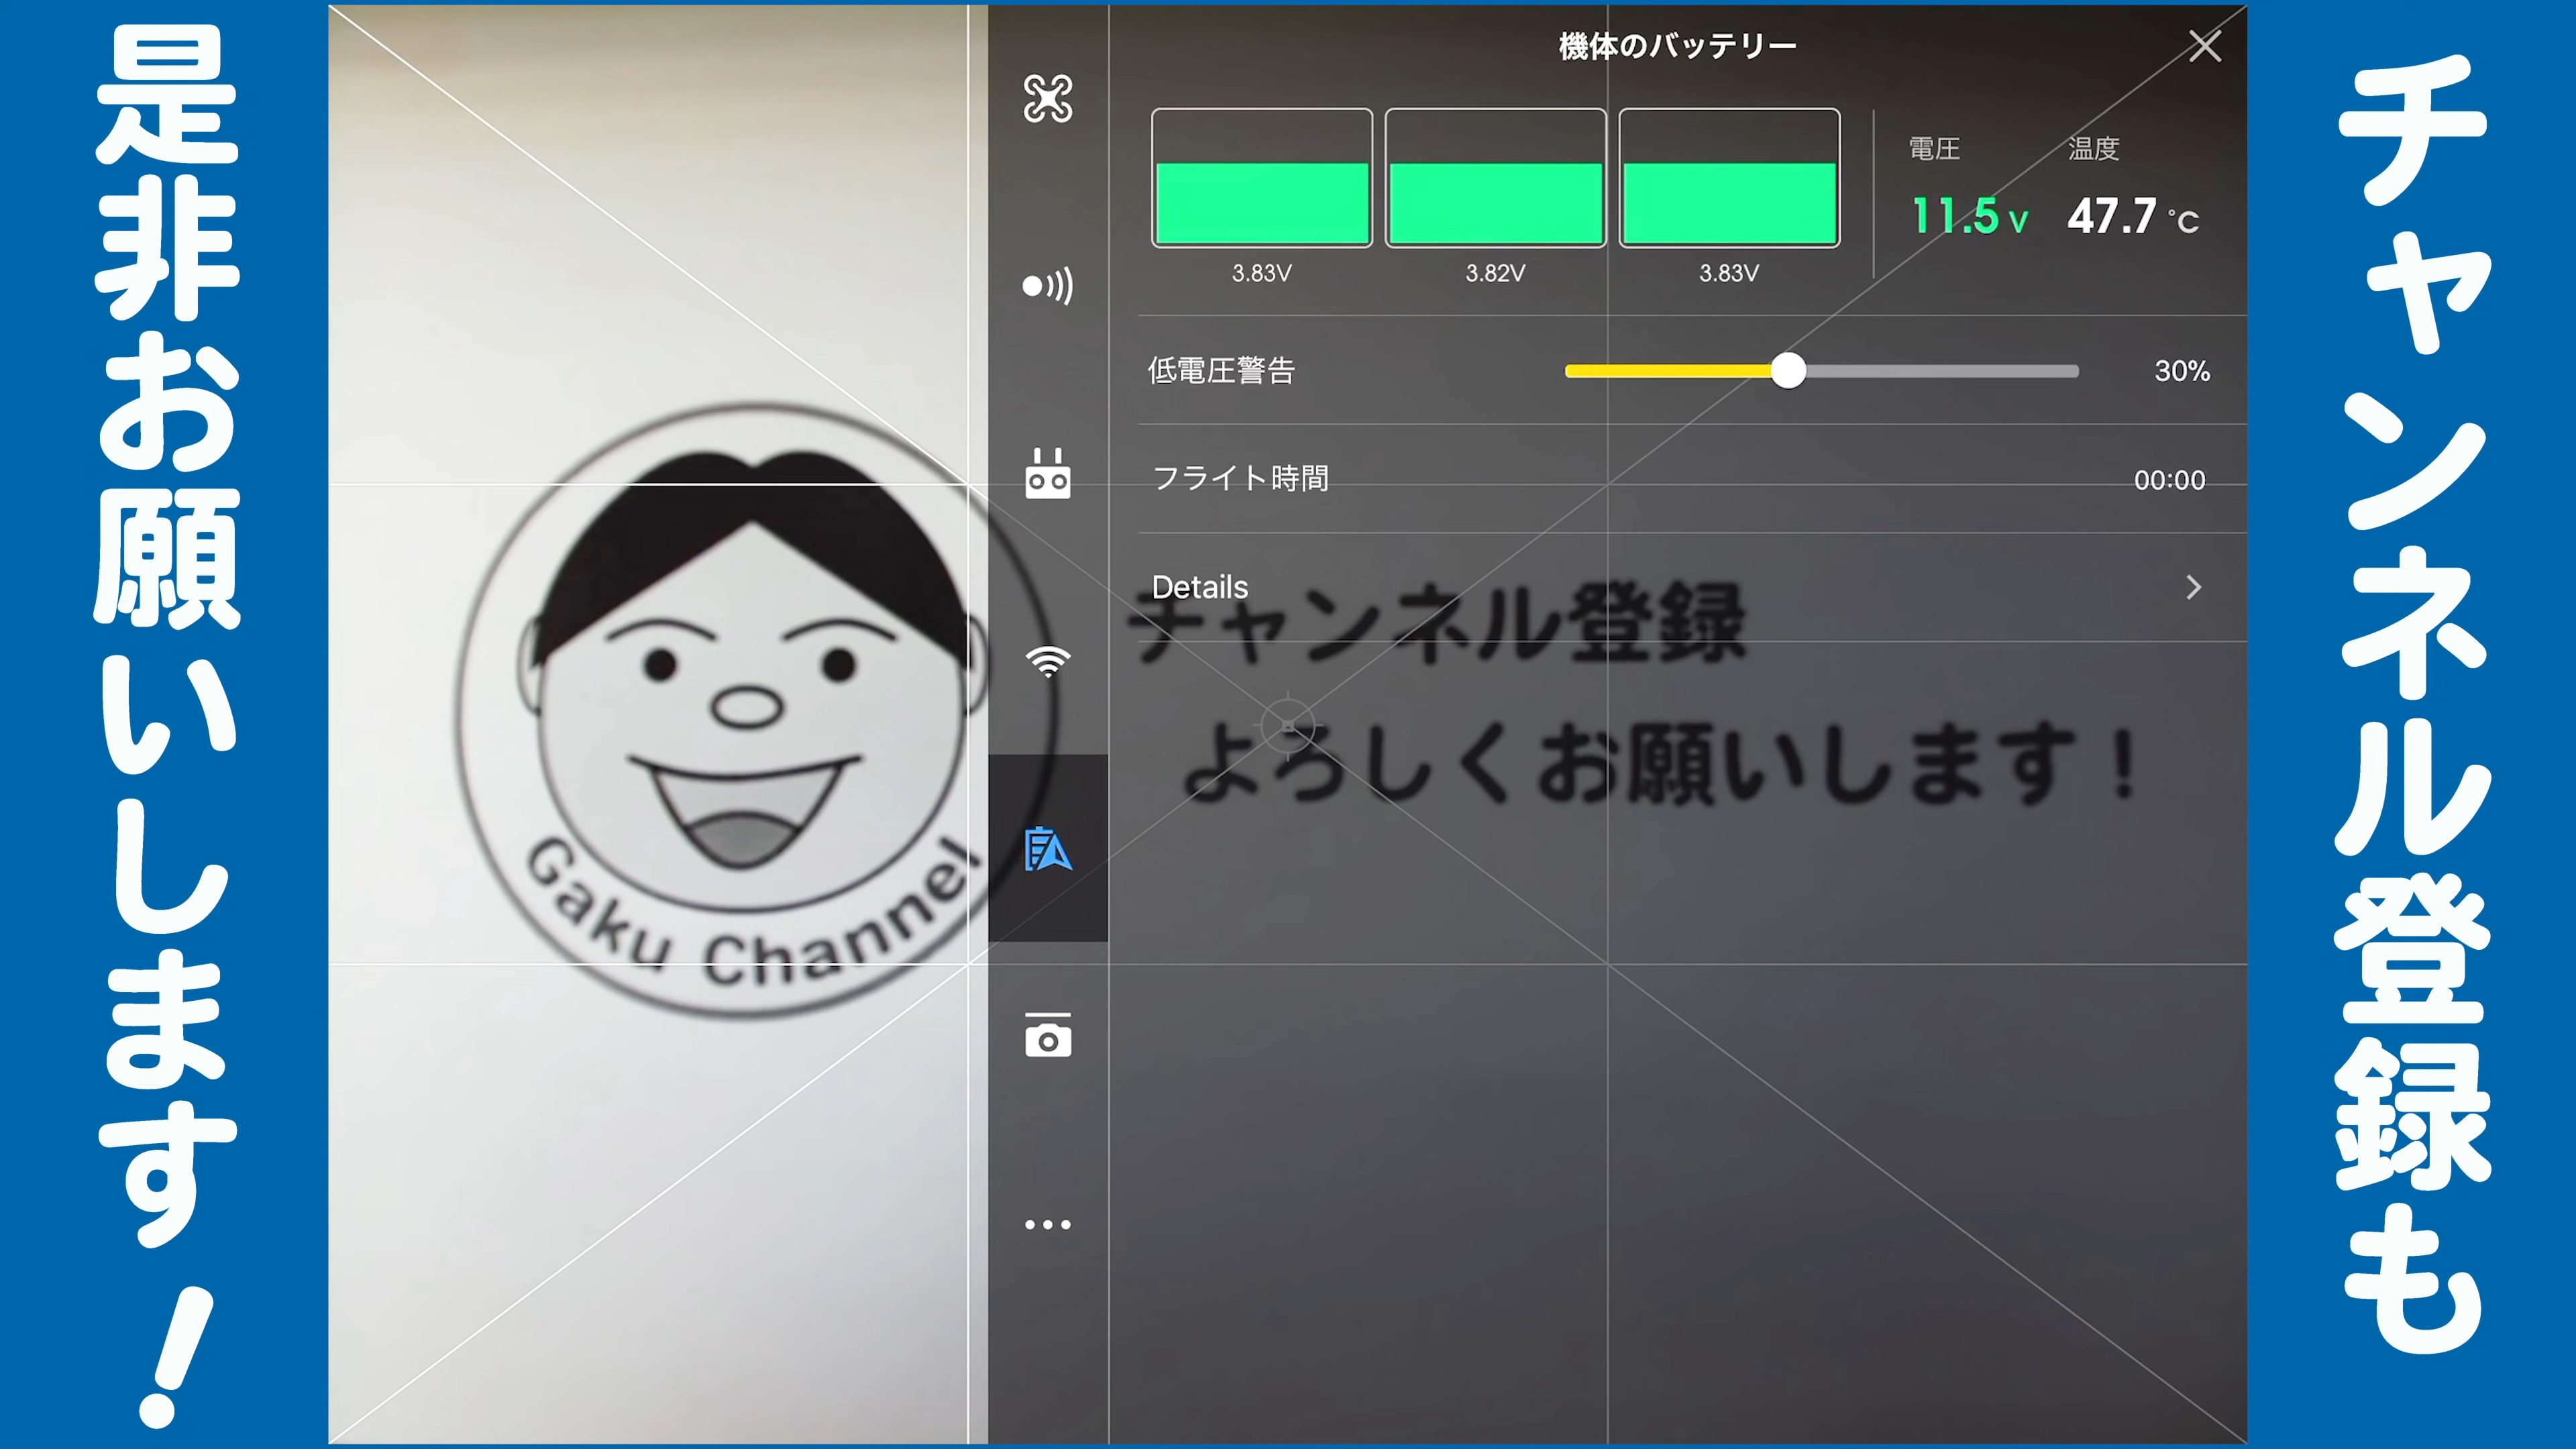 チャンネル登録も
是非お願いします！
機体のバッテリー
電圧 温度
11.5 V 47.7 °C
3.83V 3.82V 3.83V
低電圧警告 30%
フライト時間 00:00
Details
チャンネル登録
よろしくお願いします！
Gaku Channel